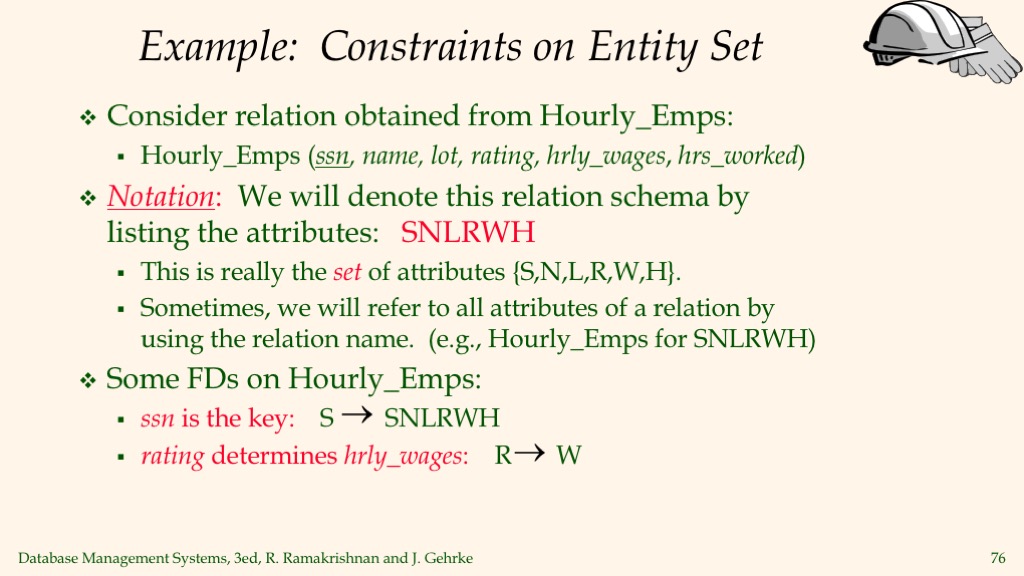 Example: Constraints on Entity Set
❖ Consider relation obtained from Hourly_Emps:
▪ Hourly_Emps (ssn, name, lot, rating, hrly_wages, hrs_worked)
❖ Notation: We will denote this relation schema by
listing the attributes: SNLRWH
▪ This is really the set of attributes {S,N,L,R,W,H}.
▪ Sometimes, we will refer to all attributes of a relation by
using the relation name. (e.g., Hourly_Emps for SNLRWH)
❖ Some FDs on Hourly_Emps:
▪ ssn is the key: S → SNLRWH
▪ rating determines hrly_wages: R → W
Database Management Systems, 3ed, R. Ramakrishnan and J. Gehrke
76